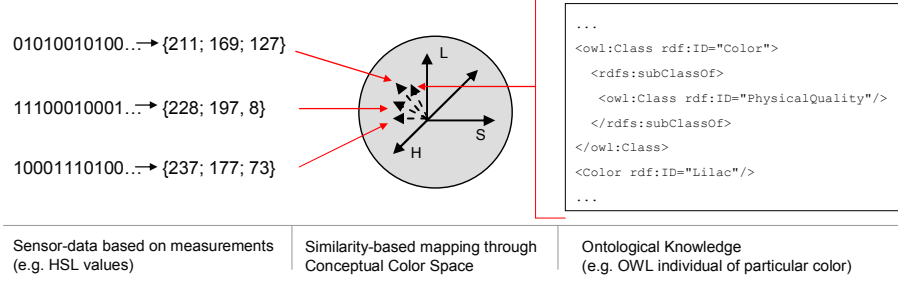 01010010100… → {211; 169; 127}
11100010001… → {228; 197, 8}
10001110100… → {237; 177; 73}
L
S
H
...
<owl:Class rdf:ID="Color">
<rdfs:subClassOf>
<owl:Class rdf:ID="PhysicalQuality"/>
</rdfs:subClassOf>
</owl:Class>
<Color rdf:ID="Lilac"/>
...
Sensor-data based on measurements
(e.g. HSL values)
Similarity-based mapping through
Conceptual Color Space
Ontological Knowledge
(e.g. OWL individual of particular color)